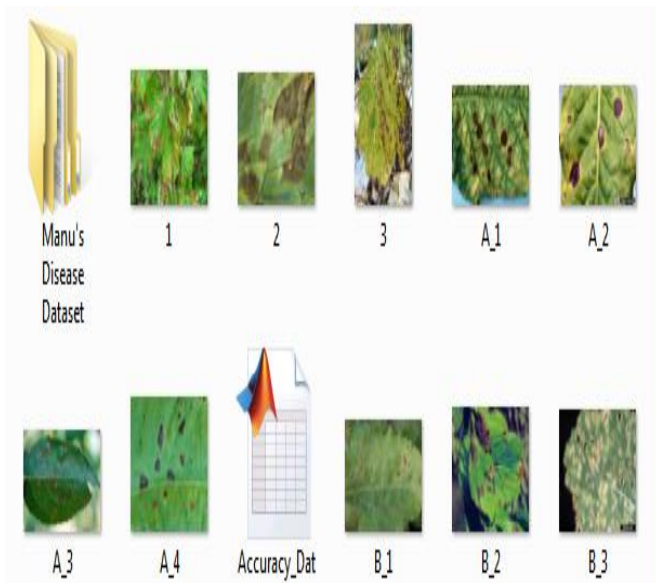 Manu's
Disease
Dataset
1
2
3
A_1
A_2
A_3
A_4
Accuracy_Dat
B_1
B_2
B_3